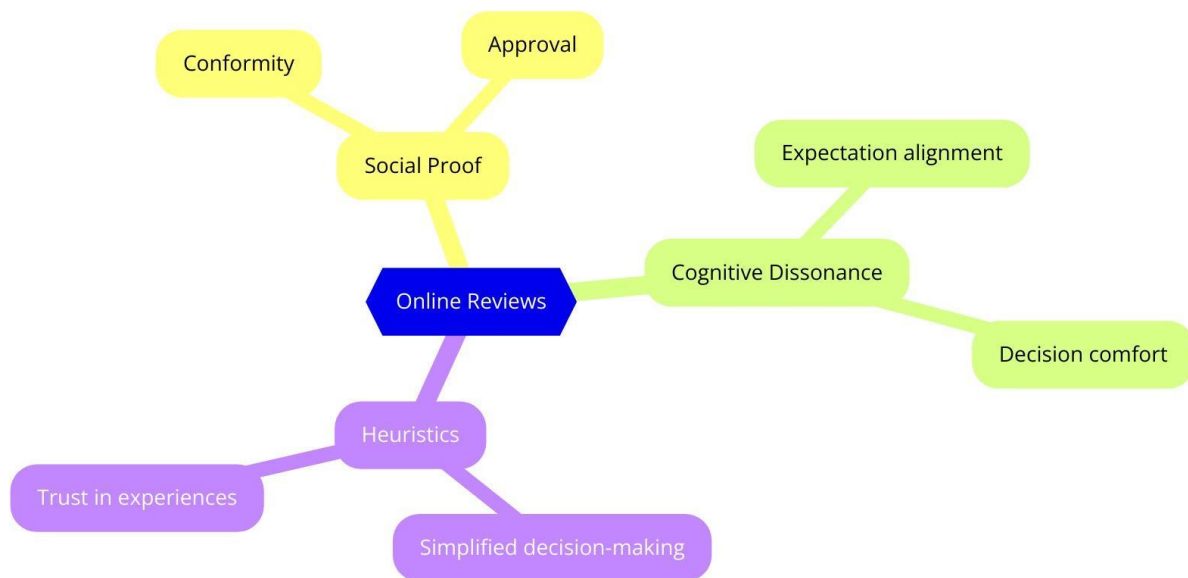 Approval
Conformity
Social Proof
Expectation alignment
Cognitive Dissonance
Online Reviews
Decision comfort
Heuristics
Trust in experiences
Simplified decision-making